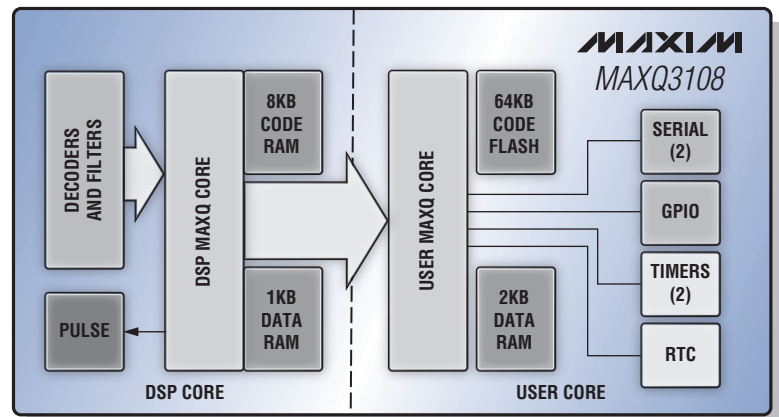 MAXIM
MAXQ3108
DECODERS
AND FILTERS
DSP MAXQ CORE
8KB
CODE
RAM
1KB
DATA
RAM
PULSE
DSP CORE
USER MAXQ CORE
64KB
CODE
FLASH
2KB
DATA
RAM
SERIAL
(2)
GPIO
TIMERS
(2)
RTC
USER CORE